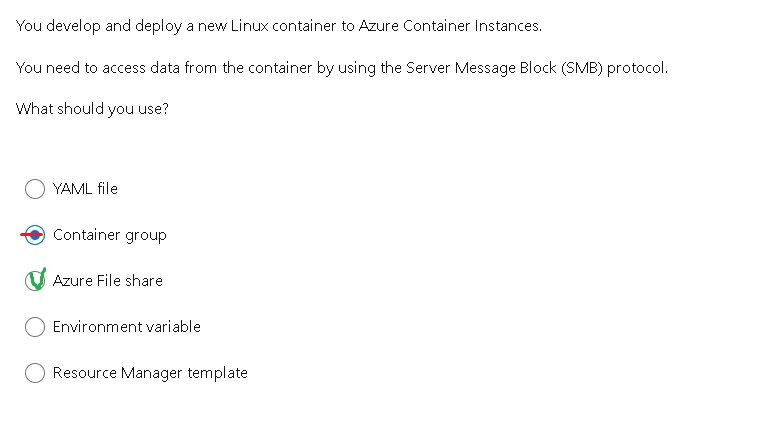 You develop and deploy a new Linux container to Azure Container Instances.
You need to access data from the container by using the Server Message Block (SMB) protocol.
What should you use?
YAML file
Container group
Azure File share
Environment variable
Resource Manager template